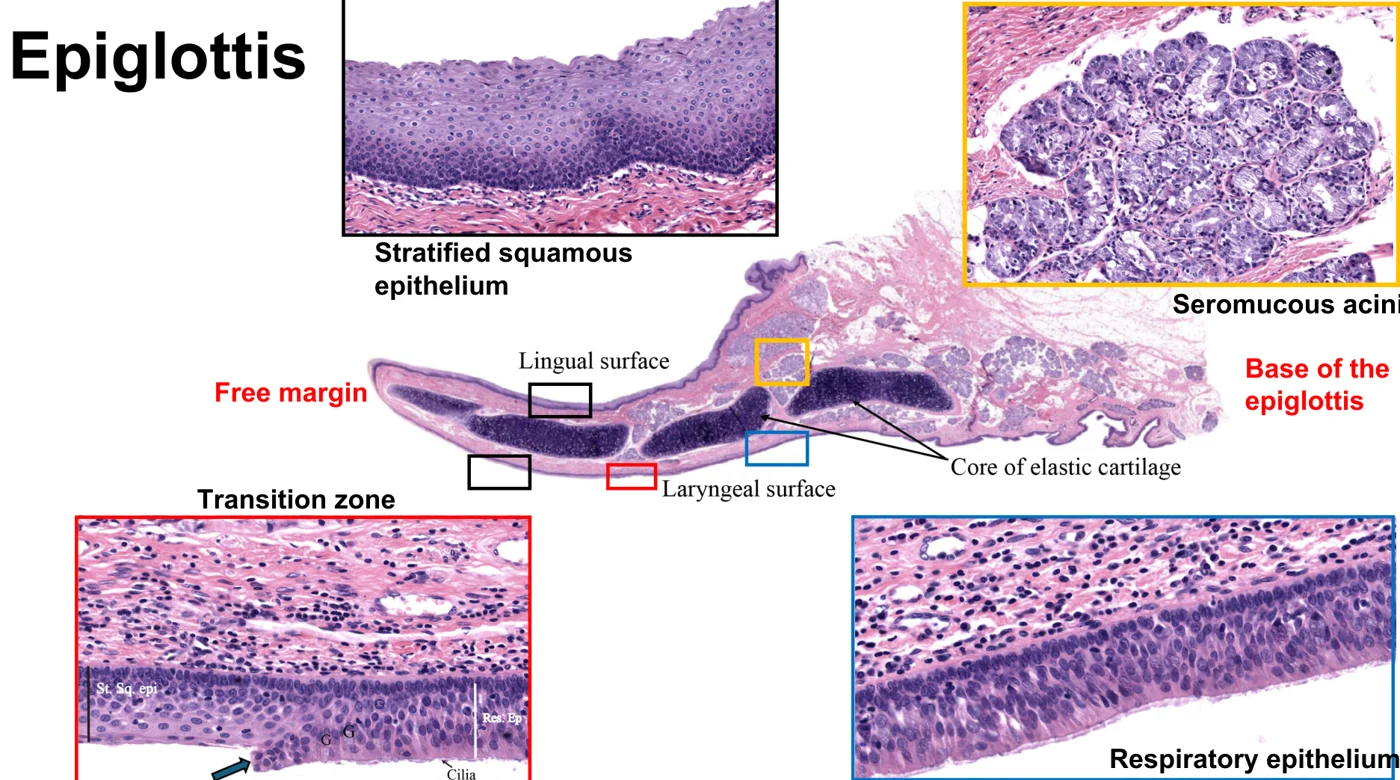 Epiglottis
Stratified squamous
epithelium
Seromucous acini
Lingual surface
Free margin
Base of the
epiglottis
Core of elastic cartilage
Laryngeal surface
Transition zone
St. Sq. epi
G
G
Res. Ep
Cilia
Respiratory epithelium